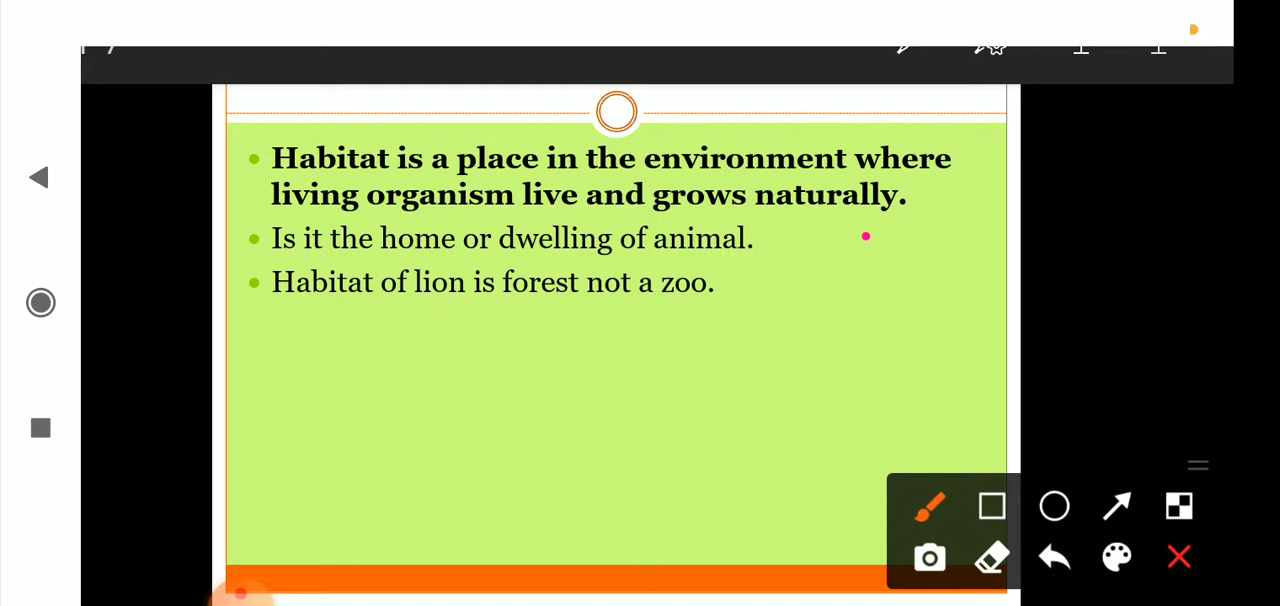 Habitat is a place in the environment where
living organism live and grows naturally.
Is it the home or dwelling of animal.
Habitat of lion is forest not a zoo.